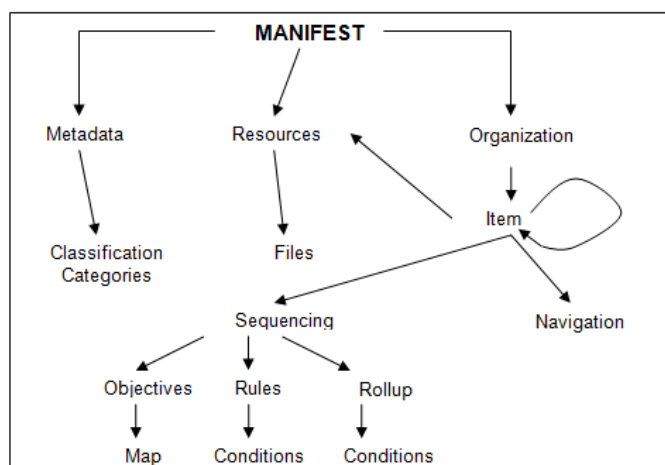 MANIFEST
Metadata
Resources
Organization
Item
Classification
Categories
Files
Sequencing
Navigation
Objectives
Rules
Rollup
Map
Conditions
Conditions